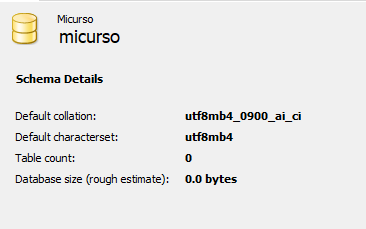 Micurso
micurso
Schema Details
Default collation: utf8mb4_0900_ai_ci
Default characterset: utf8mb4
Table count: 0
Database size (rough estimate): 0.0 bytes